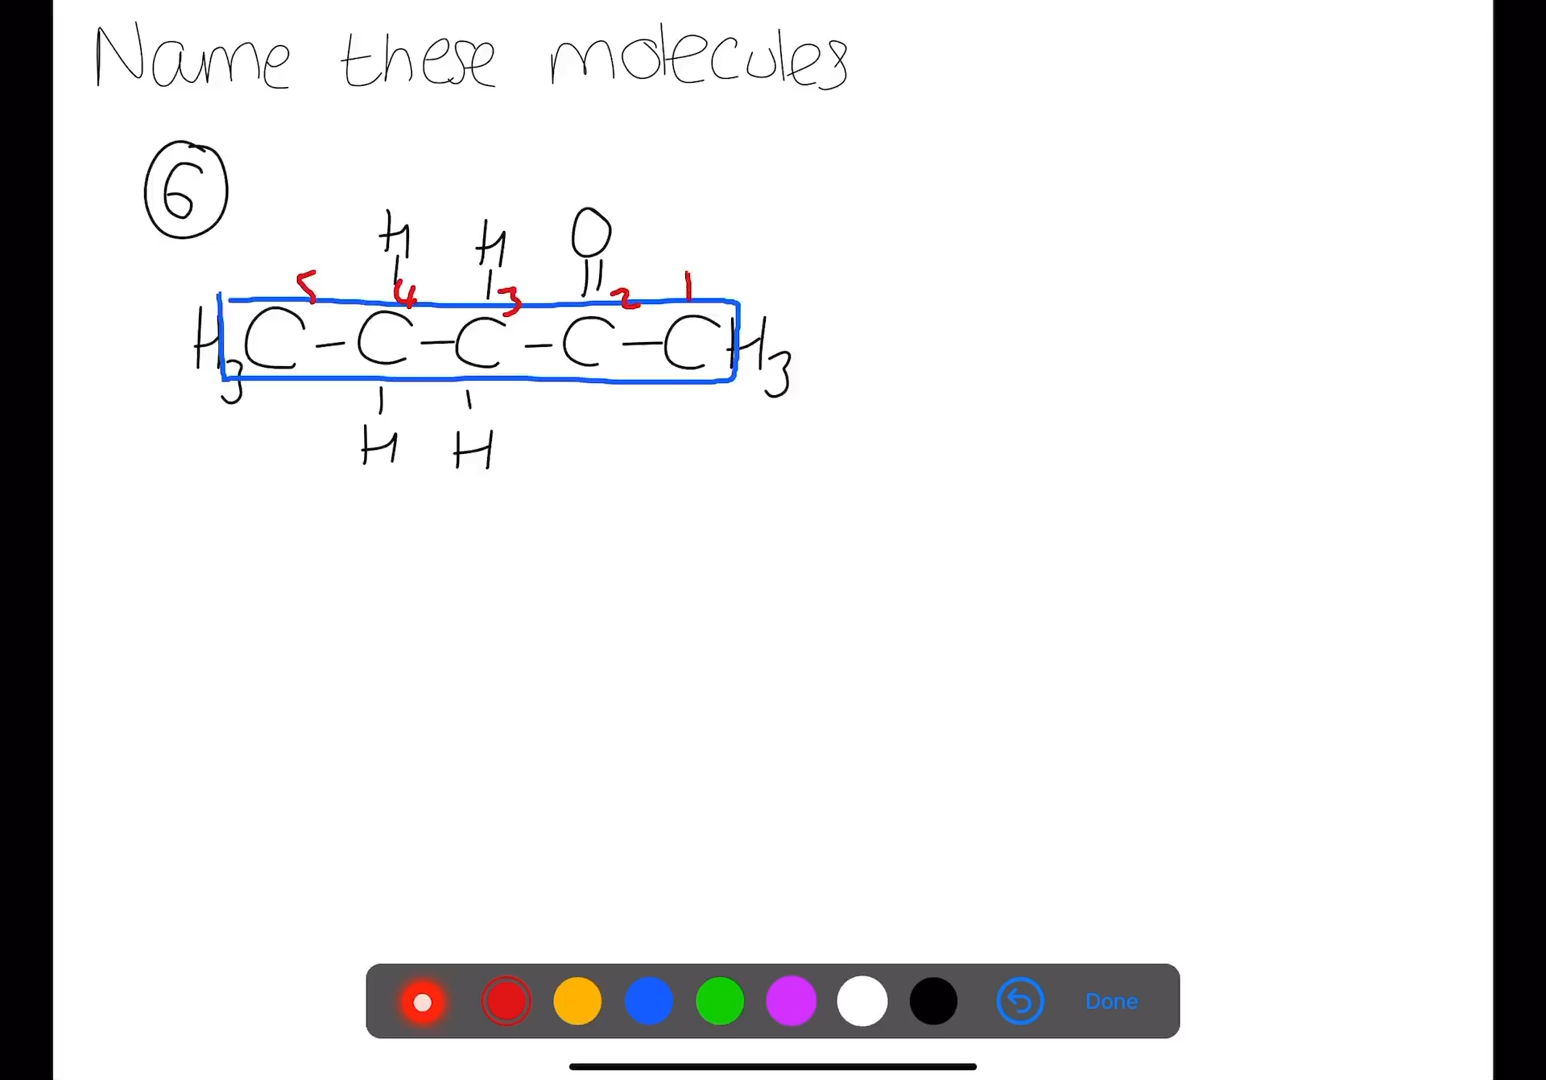 Name these molecules
6
H H O
5 4 3 2 1
H3C-C-C-C-CH3
H H
Done